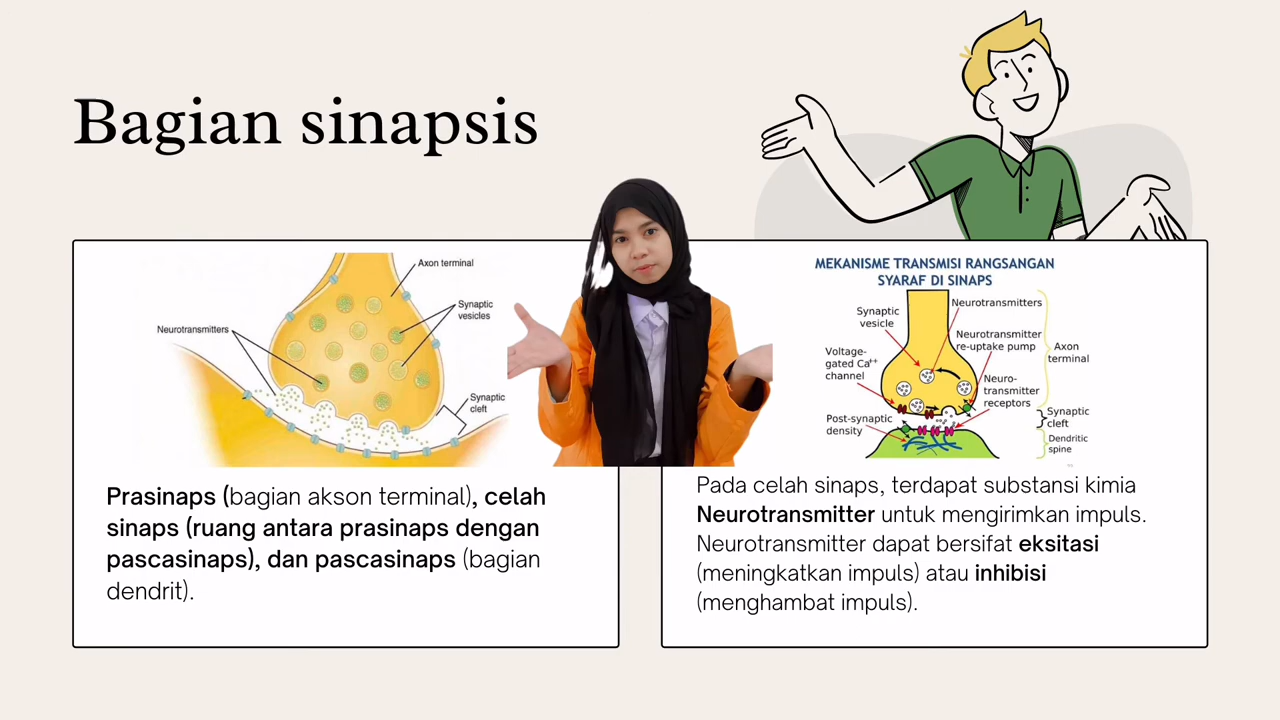 Bagian sinapsis
Axon terminal
Synaptic
vesicles
Neurotransmitters
Synaptic
cleft
Prasinaps (bagian akson terminal), celah
sinaps (ruang antara prasinaps dengan
pascasinaps), dan pascasinaps (bagian
dendrit).
MEKANISME TRANSMISI RANGSANGAN
SYARAF DI SINAPS
Synaptic
vesicle
Neurotransmitters
Neurotransmitter
re-uptake pump
Axon
terminal
Voltage-
gated Ca++
channel
Neuro-
transmitter
receptors
Post-synaptic
density
Synaptic
cleft
Dendritic
spine
Pada celah sinaps, terdapat substansi kimia
Neurotransmitter untuk mengirimkan impuls.
Neurotransmitter dapat bersifat eksitasi
(meningkatkan impuls) atau inhibisi
(menghambat impuls).